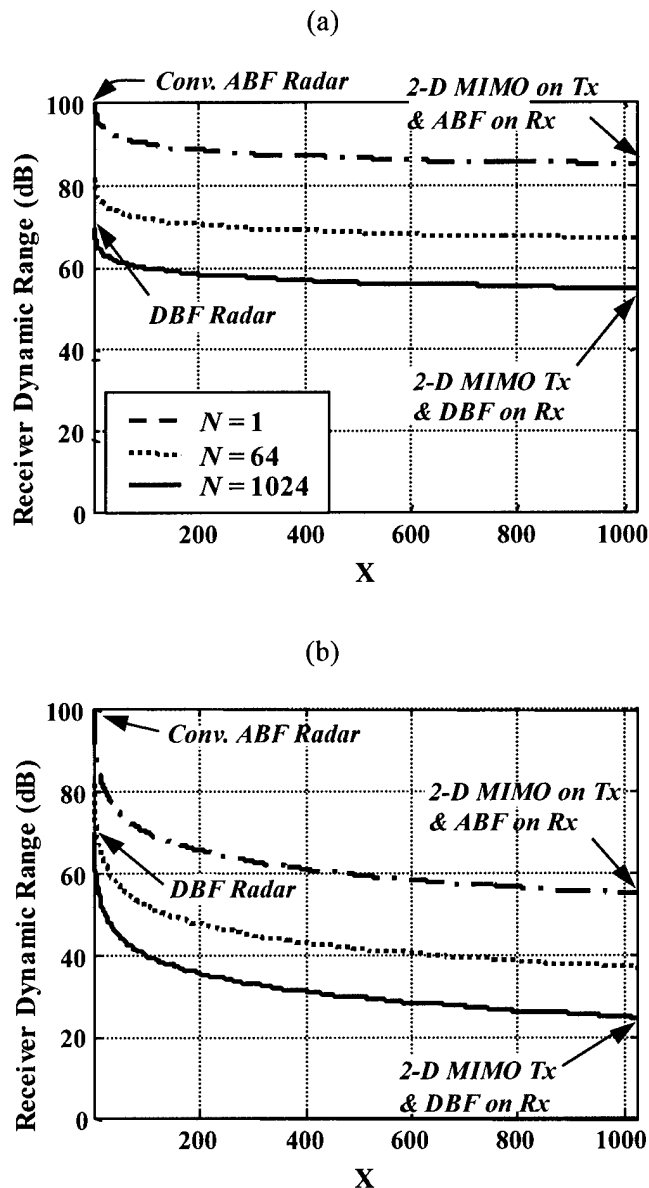 (a)
Conv. ABF Radar
2-D MIMO on Tx
& ABF on Rx
100
80
60
40
20
0
Receiver Dynamic Range (dB)
DBF Radar
2-D MIMO Tx
& DBF on Rx
N = 1
N = 64
N = 1024
200
400
600
800
1000
X
(b)
100
80
60
40
20
0
Receiver Dynamic Range (dB)
Conv. ABF Radar
2-D MIMO on Tx
& ABF on Rx
DBF Radar
2-D MIMO Tx
& DBF on Rx
200
400
600
800
1000
X